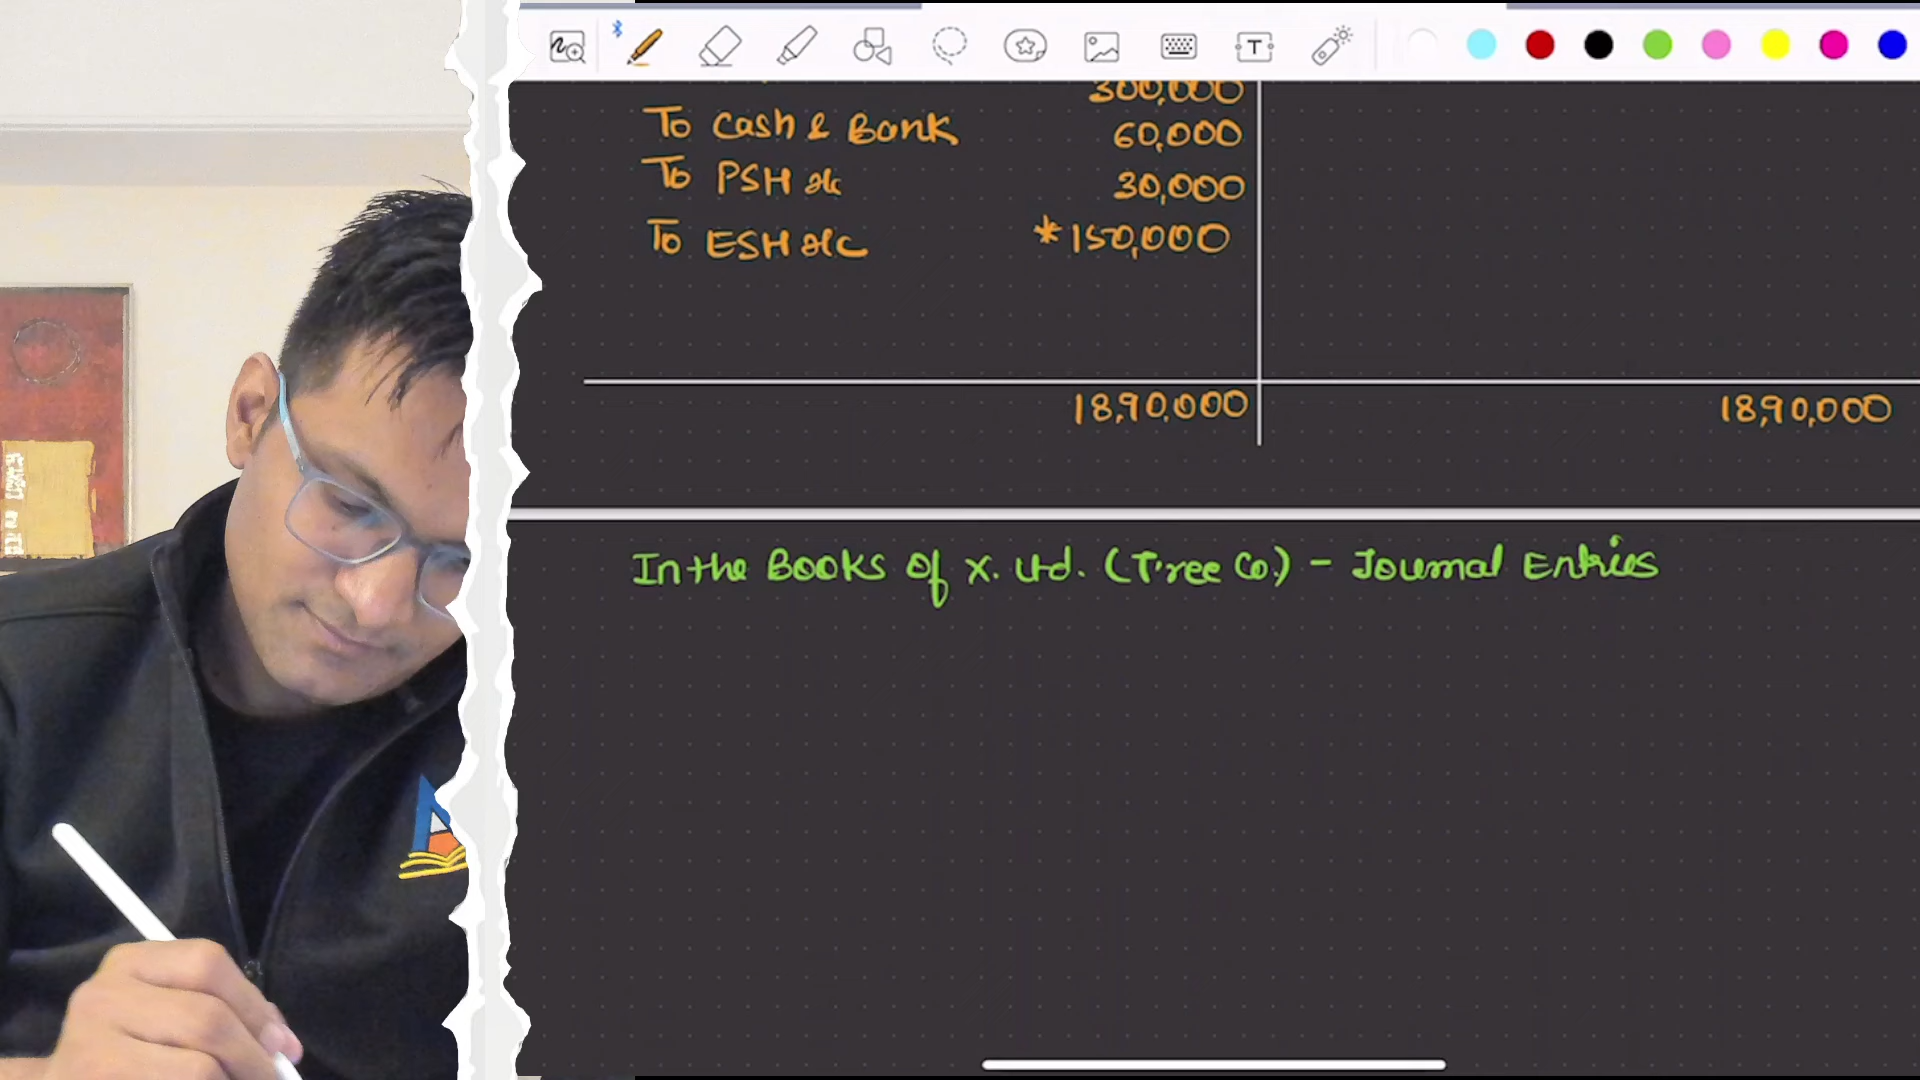 300,000
To Cash & Bank 60,000
To PSH a/c 30,000
To ESH a/c *150,000
18,90,000 18,90,000
In the Books of X. Ltd. (T'ree Co.) - Journal Entries
T